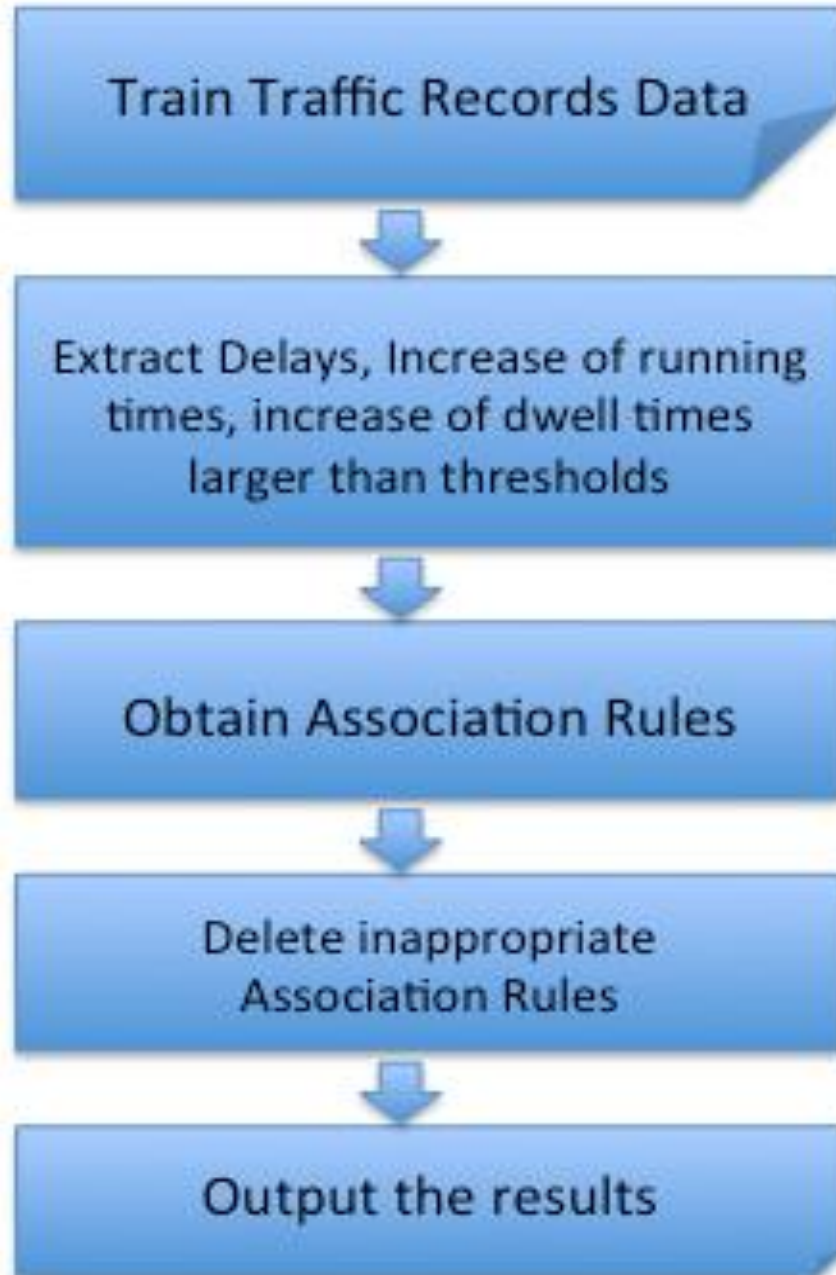 Train Traffic Records Data
Extract Delays, Increase of running
times, increase of dwell times
larger than thresholds
Obtain Association Rules
Delete inappropriate
Association Rules
Output the results